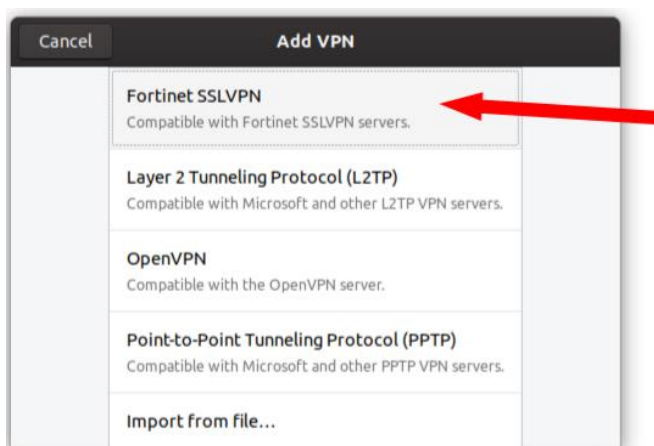 Cancel
Add VPN
Fortinet SSLVPN
Compatible with Fortinet SSLVPN servers.
Layer 2 Tunneling Protocol (L2TP)
Compatible with Microsoft and other L2TP VPN servers.
OpenVPN
Compatible with the OpenVPN server.
Point-to-Point Tunneling Protocol (PPTP)
Compatible with Microsoft and other PPTP VPN servers.
Import from file…